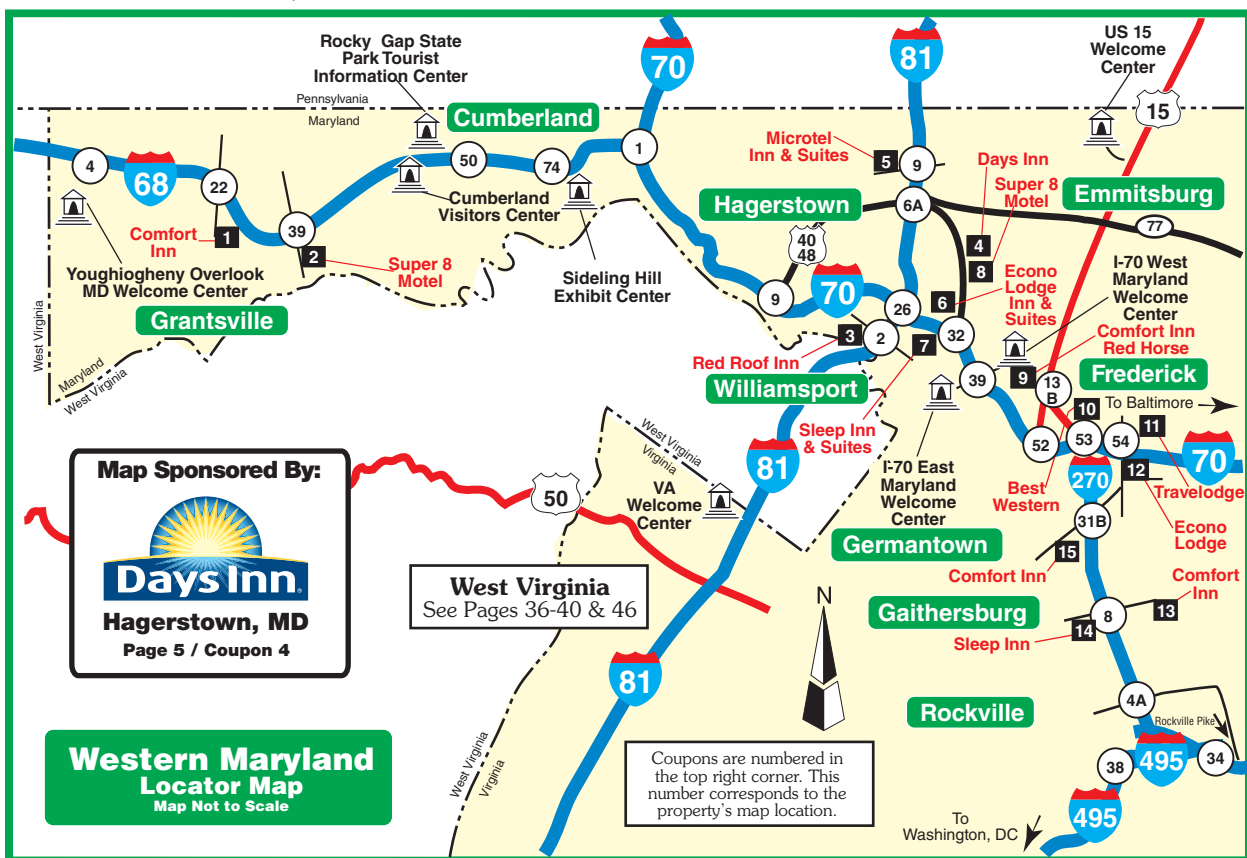 Rocky Gap State
Park Tourist
Information Center
Pennsylvania
Maryland
Cumberland
70
81
US 15
Welcome
Center
15
4
68
22
50
74
1
Cumberland
Visitors Center
39
Comfort
Inn
1
2
Super 8
Motel
Youghiogheny Overlook
MD Welcome Center
Grantsville
Sideling Hill
Exhibit Center
West Virginia
Maryland
West Virginia
Microtel
Inn & Suites
5
9
Days Inn
Super 8
Motel
Emmitsburg
Hagerstown
6A
77
40
48
4
8
9
70
26
6
Econo
Lodge
Inn &
Suites
I-70 West
Maryland
Welcome
Center
3
2
7
32
Red Roof Inn
Williamsport
Comfort Inn
Red Horse
9
39
13
B
Frederick
To Baltimore
10
11
52
53
54
70
Sleep Inn
& Suites
I-70 East
Maryland
Welcome
Center
Best
Western
270
12
Travelodge
Econo
Lodge
31B
Germantown
15
Comfort Inn
Comfort
Inn
13
Gaithersburg
8
14
Sleep Inn
Rockville
4A
Rockville Pike
495
34
38
495
To
Washington, DC
West Virginia
Virginia
VA
Welcome
Center
81
50
81
West Virginia
Virginia
N
Map Sponsored By:
Days Inn®
Hagerstown, MD
Page 5 / Coupon 4
West Virginia
See Pages 36-40 & 46
Western Maryland
Locator Map
Map Not to Scale
Coupons are numbered in
the top right corner. This
number corresponds to the
property's map location.